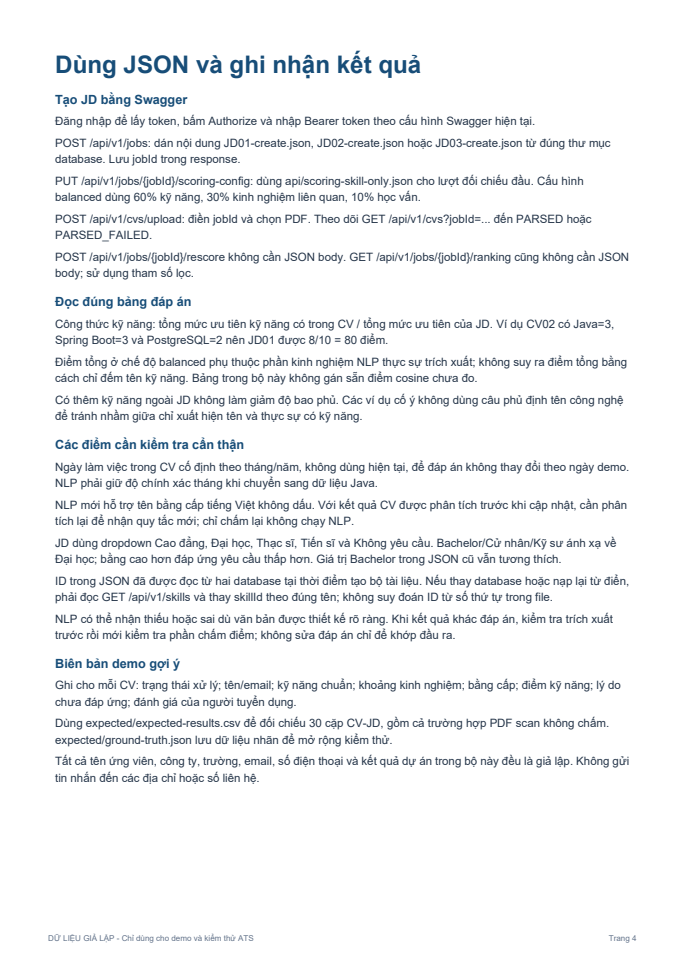 Dùng JSON và ghi nhận kết quả
Tạo JD bằng Swagger
Đăng nhập để lấy token, bấm Authorize và nhập Bearer token theo cấu hình Swagger hiện tại.
POST /api/v1/jobs: dán nội dung JD01-create.json, JD02-create.json hoặc JD03-create.json từ đúng thư mục
database. Lưu jobId trong response.
PUT /api/v1/jobs/{jobId}/scoring-config: dùng api/scoring-skill-only.json cho lượt đối chiếu đầu. Cấu hình
balanced dùng 60% kỹ năng, 30% kinh nghiệm liên quan, 10% học vấn.
POST /api/v1/cvs/upload: điền jobId và chọn PDF. Theo dõi GET /api/v1/cvs?jobId=... đến PARSED hoặc
PARSED_FAILED.
POST /api/v1/jobs/{jobId}/rescore không cần JSON body. GET /api/v1/jobs/{jobId}/ranking cũng không cần JSON
body; sử dụng tham số lọc.
Đọc đúng bảng đáp án
Công thức kỹ năng: tổng mức ưu tiên kỹ năng có trong CV / tổng mức ưu tiên của JD. Ví dụ CV02 có Java=3,
Spring Boot=3 và PostgreSQL=2 nên JD01 được 8/10 = 80 điểm.
Điểm tổng ở chế độ balanced phụ thuộc phần kinh nghiệm NLP thực sự trích xuất; không suy ra điểm tổng bằng
cách chỉ đếm tên kỹ năng. Bảng trong bộ này không gán sẵn điểm cosine chưa đo.
Có thêm kỹ năng ngoài JD không làm giảm độ bao phủ. Các ví dụ cố ý không dùng câu phủ định tên công nghệ
để tránh nhầm giữa chỉ xuất hiện tên và thực sự có kỹ năng.
Các điểm cần kiểm tra cẩn thận
Ngày làm việc trong CV cố định theo tháng/năm, không dùng hiện tại, để đáp án không thay đổi theo ngày demo.
NLP phải giữ độ chính xác tháng khi chuyển sang dữ liệu Java.
NLP mới hỗ trợ tên bằng cấp tiếng Việt không dấu. Với kết quả CV được phân tích trước khi cập nhật, cần phân
tích lại để nhận quy tắc mới; chỉ chấm lại không chạy NLP.
JD dùng dropdown Cao đẳng, Đại học, Thạc sĩ, Tiến sĩ và Không yêu cầu. Bachelor/Cử nhân/Kỹ sư ánh xạ về
Đại học; bằng cao hơn đáp ứng yêu cầu thấp hơn. Giá trị Bachelor trong JSON cũ vẫn tương thích.
ID trong JSON đã được đọc từ hai database tại thời điểm tạo bộ tài liệu. Nếu thay database hoặc nạp lại từ điển,
phải đọc GET /api/v1/skills và thay skillId theo đúng tên; không suy đoán ID từ số thứ tự trong file.
NLP có thể nhận thiếu hoặc sai dù văn bản được thiết kế rõ ràng. Khi kết quả khác đáp án, kiểm tra trích xuất
trước rồi mới kiểm tra phần chấm điểm; không sửa đáp án chỉ để khớp đầu ra.
Biên bản demo gợi ý
Ghi cho mỗi CV: trạng thái xử lý; tên/email; kỹ năng chuẩn; khoảng kinh nghiệm; bằng cấp; điểm kỹ năng; lý do
chưa đáp ứng; đánh giá của người tuyển dụng.
Dùng expected/expected-results.csv để đối chiếu 30 cặp CV-JD, gồm cả trường hợp PDF scan không chấm.
expected/ground-truth.json lưu dữ liệu nhãn để mở rộng kiểm thử.
Tất cả tên ứng viên, công ty, trường, email, số điện thoại và kết quả dự án trong bộ này đều là giả lập. Không gửi
tin nhắn đến các địa chỉ hoặc số liên hệ.
DỮ LIỆU GIẢ LẬP - Chỉ dùng cho demo và kiểm thử ATS
Trang 4